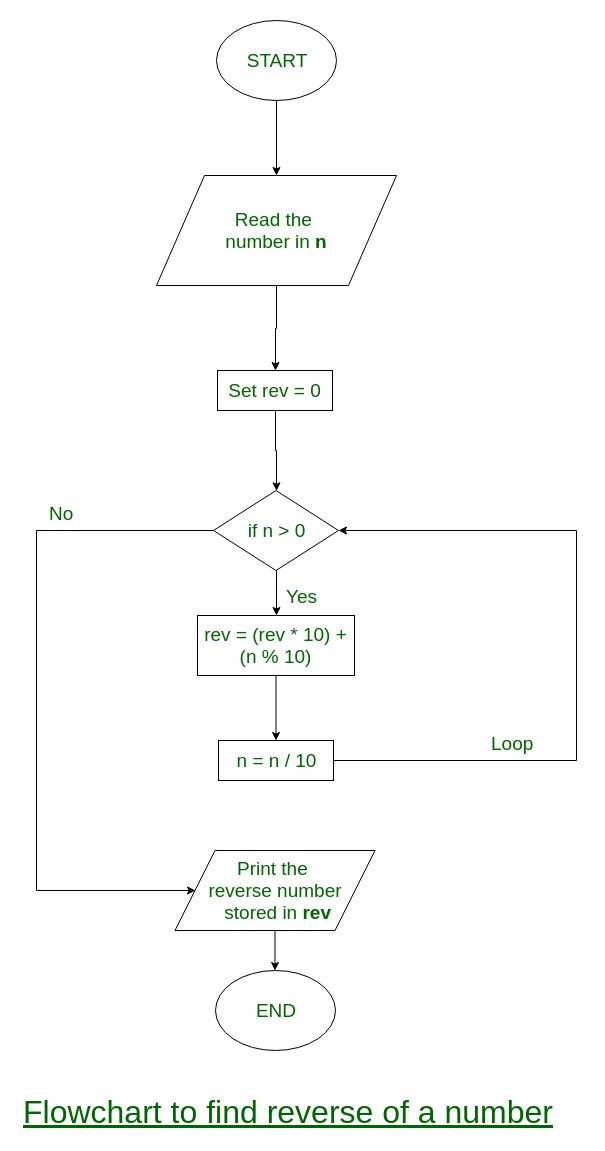 START
Read the
number in n
Set rev = 0
No
if n > 0
Yes
rev = (rev * 10) +
(n % 10)
Loop
n = n / 10
Print the
reverse number
stored in rev
END
Flowchart to find reverse of a number